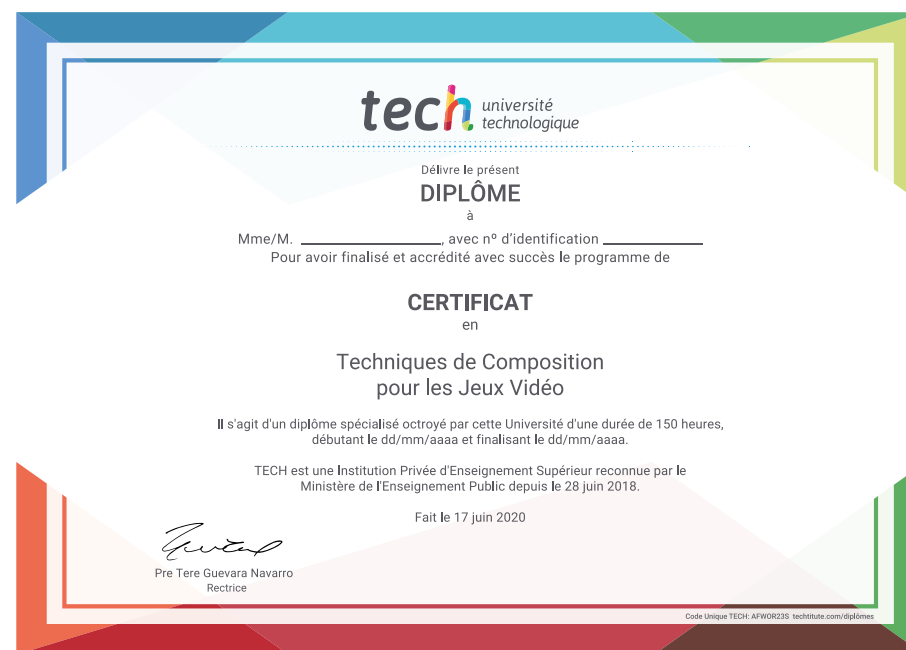 tech université
technologique
Délivre le présent
DIPLÔME
à
Mme/M. ____________________, avec nº d'identification ______________
Pour avoir finalisé et accrédité avec succès le programme de
CERTIFICAT
en
Techniques de Composition
pour les Jeux Vidéo
Il s'agit d'un diplôme spécialisé octroyé par cette Université d'une durée de 150 heures,
débutant le dd/mm/aaaa et finalisant le dd/mm/aaaa.
TECH est une Institution Privée d'Enseignement Supérieur reconnue par le
Ministère de l'Enseignement Public depuis le 28 juin 2018.
Fait le 17 juin 2020
Pre Tere Guevara Navarro
Rectrice
Code Unique TECH: AFWOR23S techtitute.com/diplômes